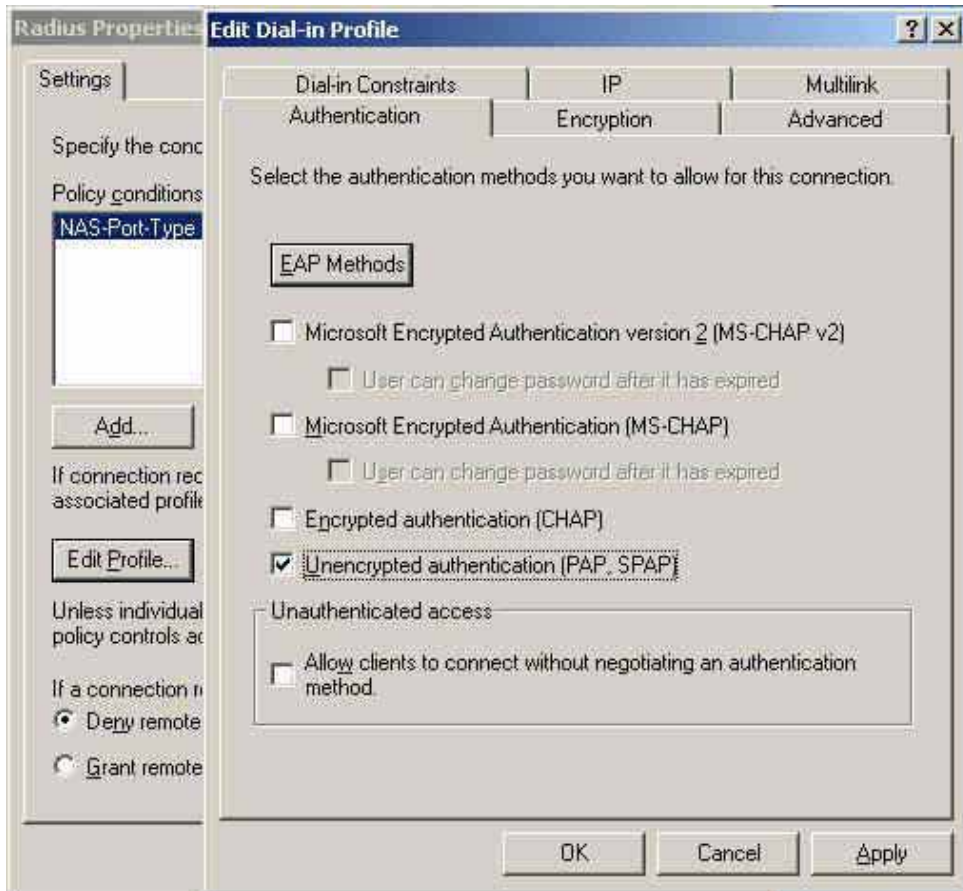 Radius Properties
Edit Dial-in Profile
Settings
Specify the conc
Policy conditions
NAS-Port-Type
Add...
If connection rec
associated profile
Edit Profile...
Unless individual
policy controls ac
If a connection r
Deny remote
Grant remote
Dial-in Constraints
IP
Multilink
Authentication
Encryption
Advanced
Select the authentication methods you want to allow for this connection.
EAP Methods
Microsoft Encrypted Authentication version 2 (MS-CHAP v2)
User can change password after it has expired
Microsoft Encrypted Authentication (MS-CHAP)
User can change password after it has expired
Encrypted authentication (CHAP)
Unencrypted authentication (PAP, SPAP)
Unauthenticated access
Allow clients to connect without negotiating an authentication
method.
OK
Cancel
Apply